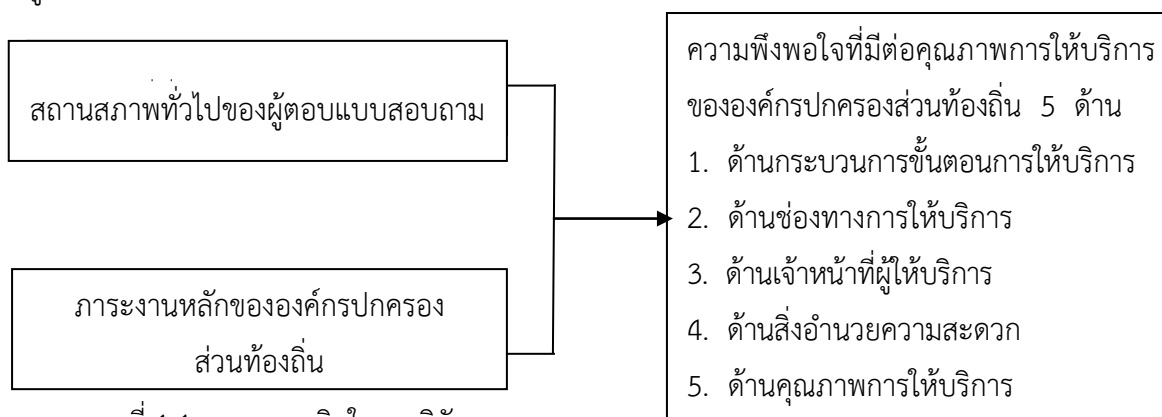 สถานสภาพทั่วไปของผู้ตอบแบบสอบถาม
ภาระงานหลักขององค์กรปกครอง
ส่วนท้องถิ่น
ความพึงพอใจที่มีต่อคุณภาพการให้บริการ
ขององค์กรปกครองส่วนท้องถิ่น 5 ด้าน
1. ด้านกระบวนการขั้นตอนการให้บริการ
2. ด้านช่องทางการให้บริการ
3. ด้านเจ้าหน้าที่ผู้ให้บริการ
4. ด้านสิ่งอำนวยความสะดวก
5. ด้านคุณภาพการให้บริการ